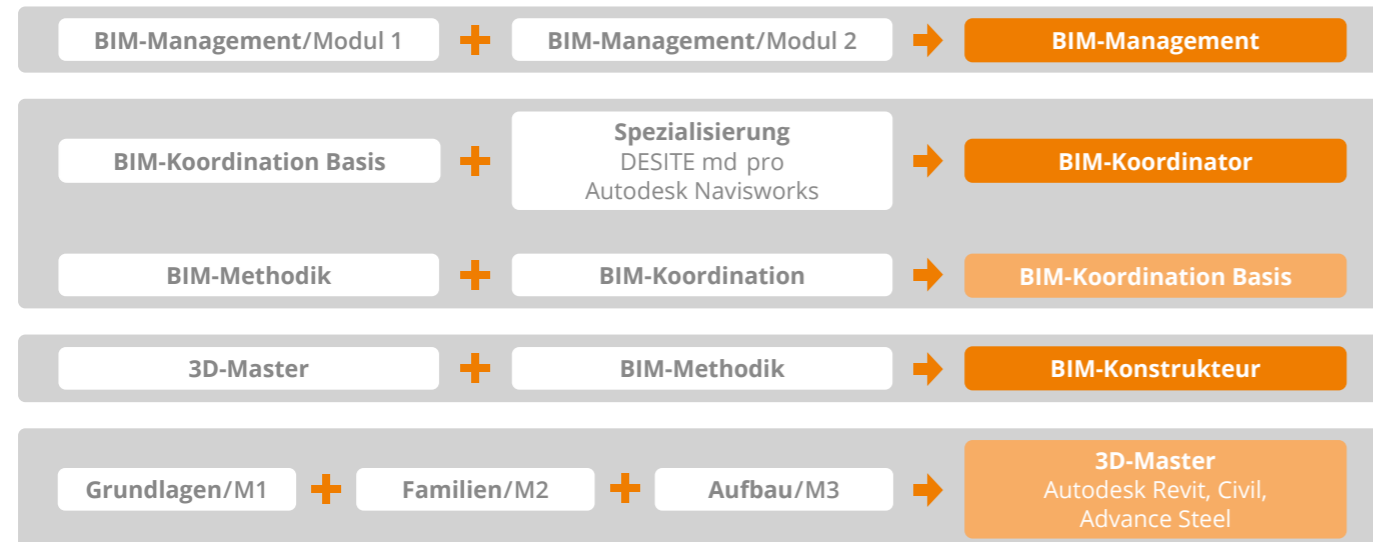 BIM-Management/Modul 1 + BIM-Management/Modul 2 BIM-Management
BIM-Koordination Basis + Spezialisierung
DESITE md pro
Autodesk Navisworks
BIM-Koordinator
BIM-Methodik + BIM-Koordination BIM-Koordination Basis
3D-Master + BIM-Methodik BIM-Konstrukteur
Grundlagen/M1 + Familien/M2 + Aufbau/M3
3D-Master
Autodesk Revit, Civil,
Advance Steel